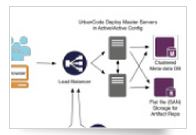 UrbanCode Deploy Master Servers
in Active/Active Config
Clustered
Meta-data DB
Browser
Load Balancer
Flat file (SAN)
Storage for
Artifact Repo